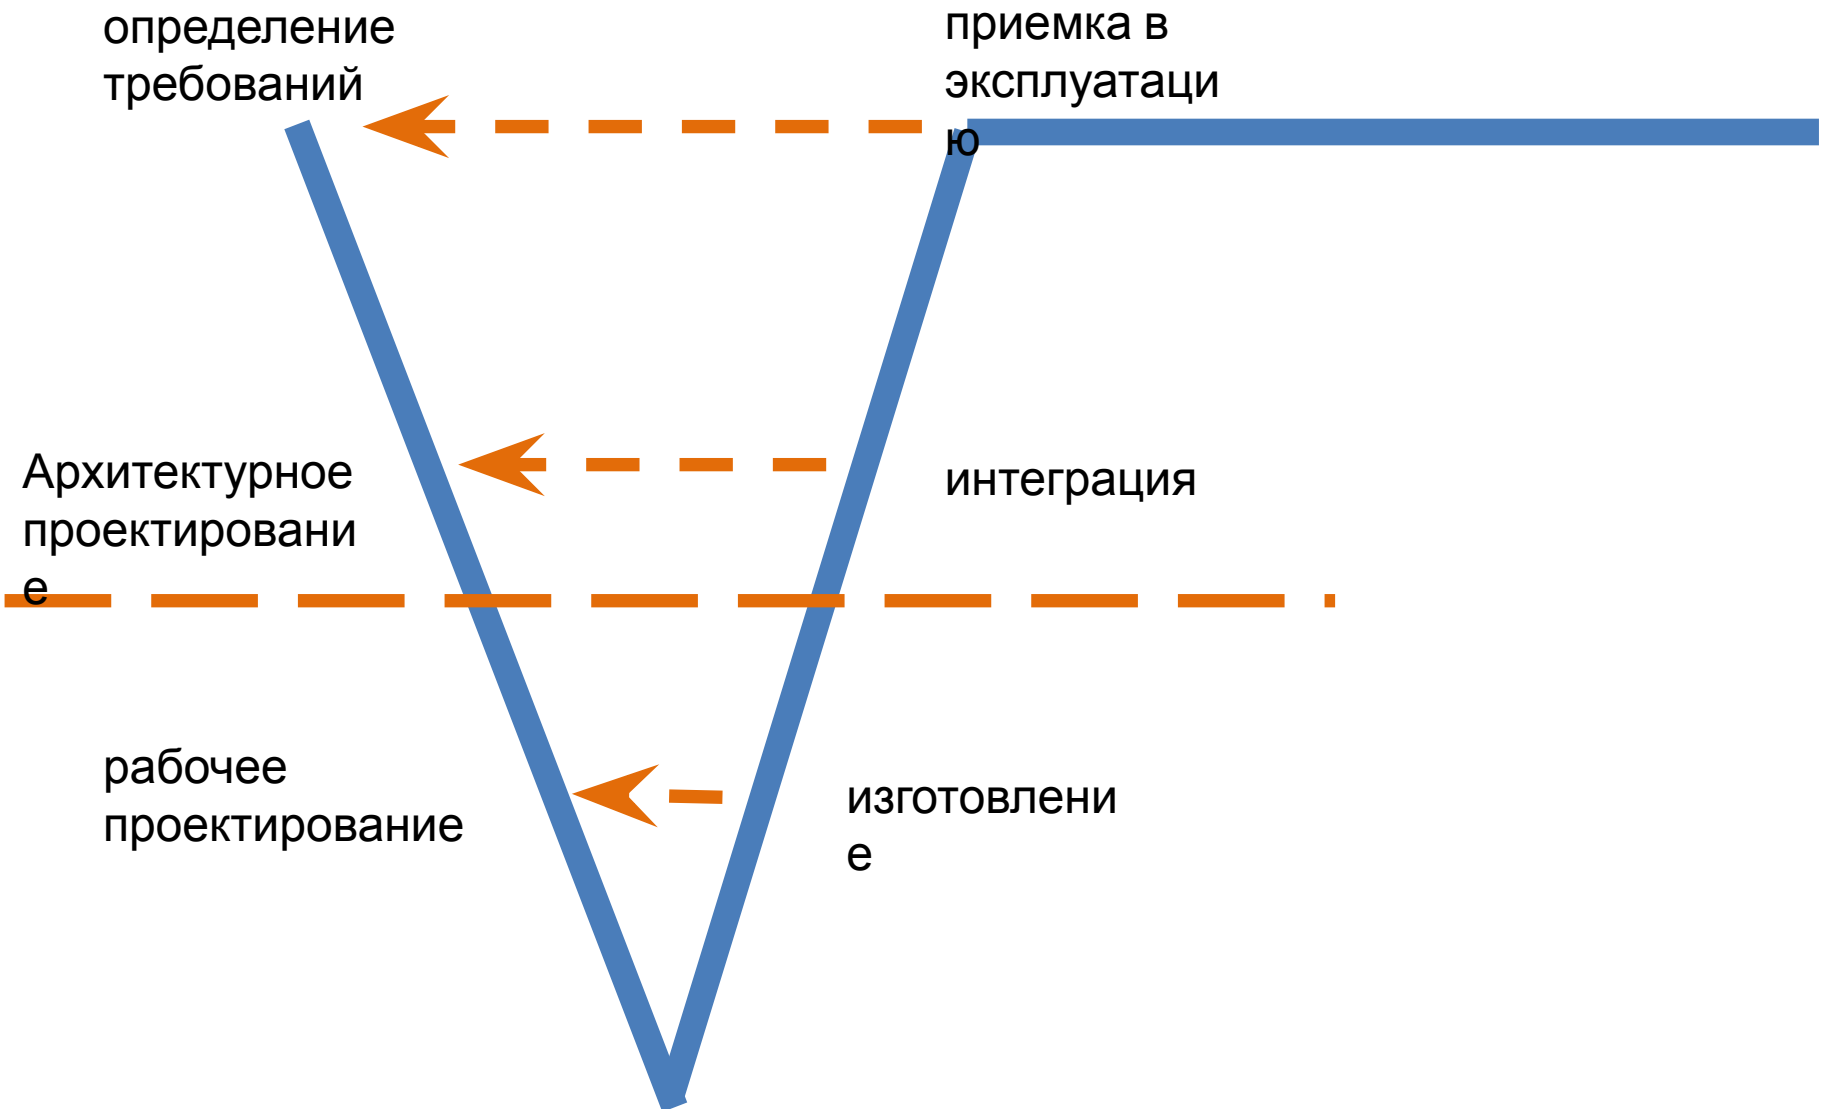 определение
требований
приемка в
эксплуатаци
ю
Архитектурное
проектировани
е
интеграция
рабочее
проектирование
изготовлени
е